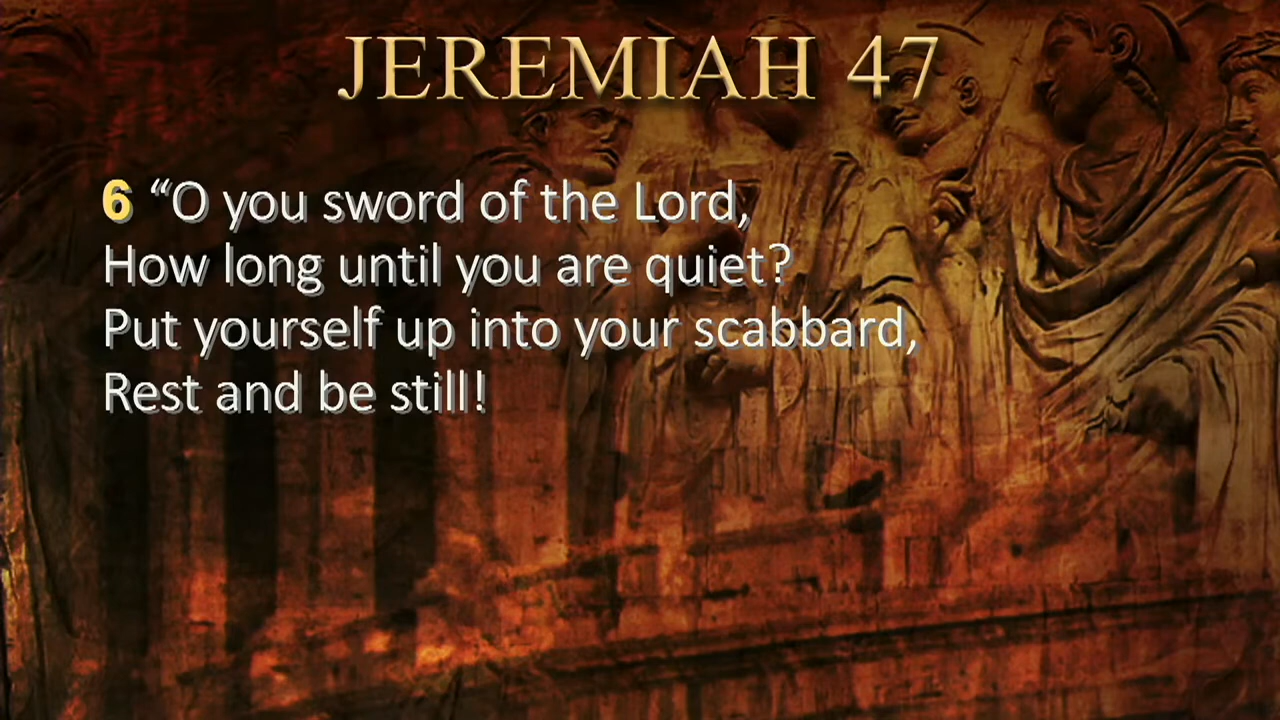 JEREMIAH 47
6 “O you sword of the Lord,
How long until you are quiet?
Put yourself up into your scabbard,
Rest and be still!